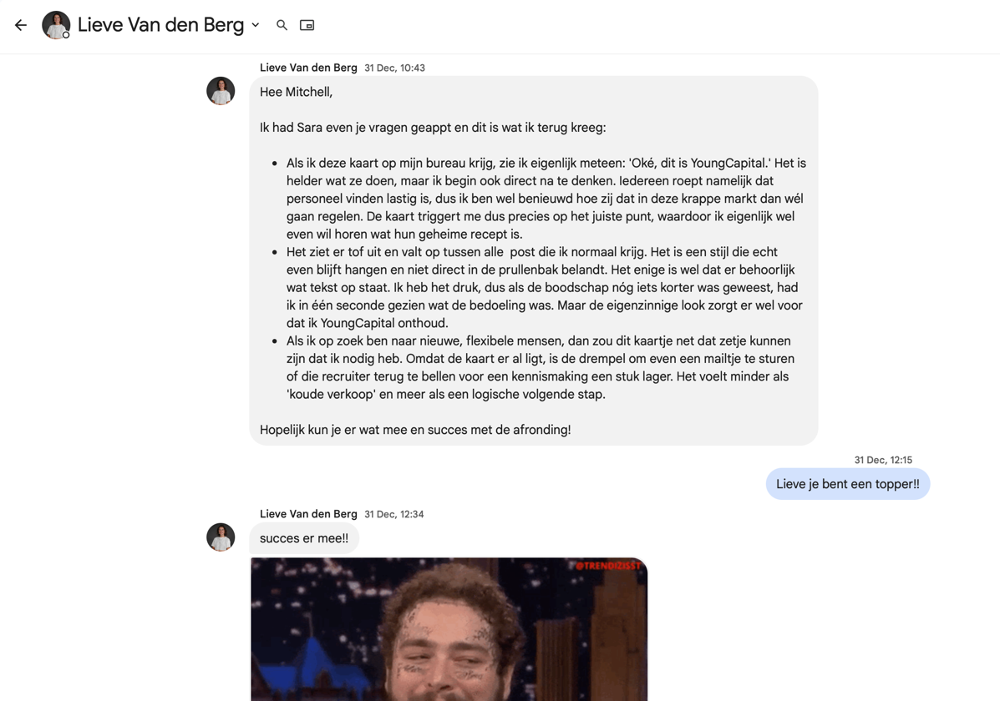 Lieve Van den Berg
Lieve Van den Berg 31 Dec, 10:43
Hee Mitchell,
Ik had Sara even je vragen geappt en dit is wat ik terug kreeg:
• Als ik deze kaart op mijn bureau krijg, zie ik eigenlijk meteen: 'Oké, dit is YoungCapital.' Het is
helder wat ze doen, maar ik begin ook direct na te denken. Iedereen roept namelijk dat
personeel vinden lastig is, dus ik ben wel benieuwd hoe zij dat in deze krappe markt dan wél
gaan regelen. De kaart triggert me dus precies op het juiste punt, waardoor ik eigenlijk wel
even wil horen wat hun geheime recept is.
• Het ziet er tof uit en valt op tussen alle  post die ik normaal krijg. Het is een stijl die echt
even blijft hangen en niet direct in de prullenbak belandt. Het enige is wel dat er behoorlijk
wat tekst op staat. Ik heb het druk, dus als de boodschap nóg iets korter was geweest, had
ik in één seconde gezien wat de bedoeling was. Maar de eigenzinnige look zorgt er wel voor
dat ik YoungCapital onthoud.
• Als ik op zoek ben naar nieuwe, flexibele mensen, dan zou dit kaartje net dat zetje kunnen
zijn dat ik nodig heb. Omdat de kaart er al ligt, is de drempel om even een mailtje te sturen
of die recruiter terug te bellen voor een kennismaking een stuk lager. Het voelt minder als
'koude verkoop' en meer als een logische volgende stap.
Hopelijk kun je er wat mee en succes met de afronding!
31 Dec, 12:15
Lieve je bent een topper!!
Lieve Van den Berg 31 Dec, 12:34
succes er mee!!
@TRENDIZISST